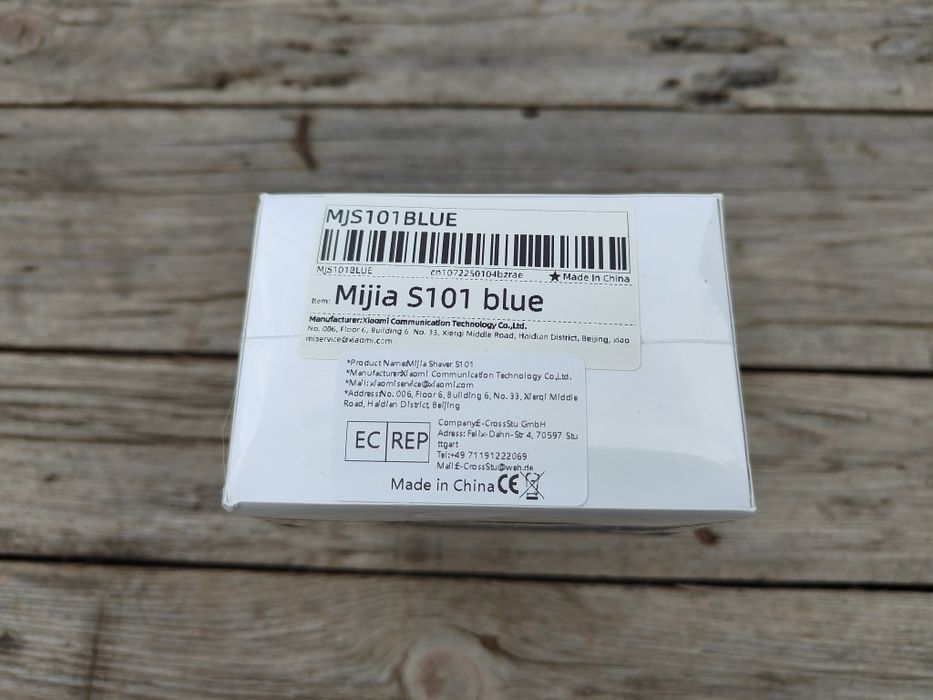 MJS101BLUE
MJS101BLUE cn1072250104bzrae ★ Made In China
Item: Mijia S101 blue
Manufacturer:Xiaomi Communication Technology Co.,Ltd.
No. 006, Floor 6, Building 6, No. 33, Xierqi Middle Road, Haidian District, Beijing, xiao
miservice@xiaomi.com
*Product Name:Mijia Shaver S101
*Manufacturer:Xiaomi Communication Technology Co.,Ltd.
*Mail:xiaomiservice@xiaomi.com
*Address:No. 006, Floor 6, Building 6, No. 33, Xierqi Middle
Road, Haidian District, Beijing
EC REP
Company:E-CrossStu GmbH
Adress: Felix-Dahn-Str 4, 70597 Stu
ttgart
Tel:+49 71191222069
Mail:E-CrossStu@web.de
Made in China CE